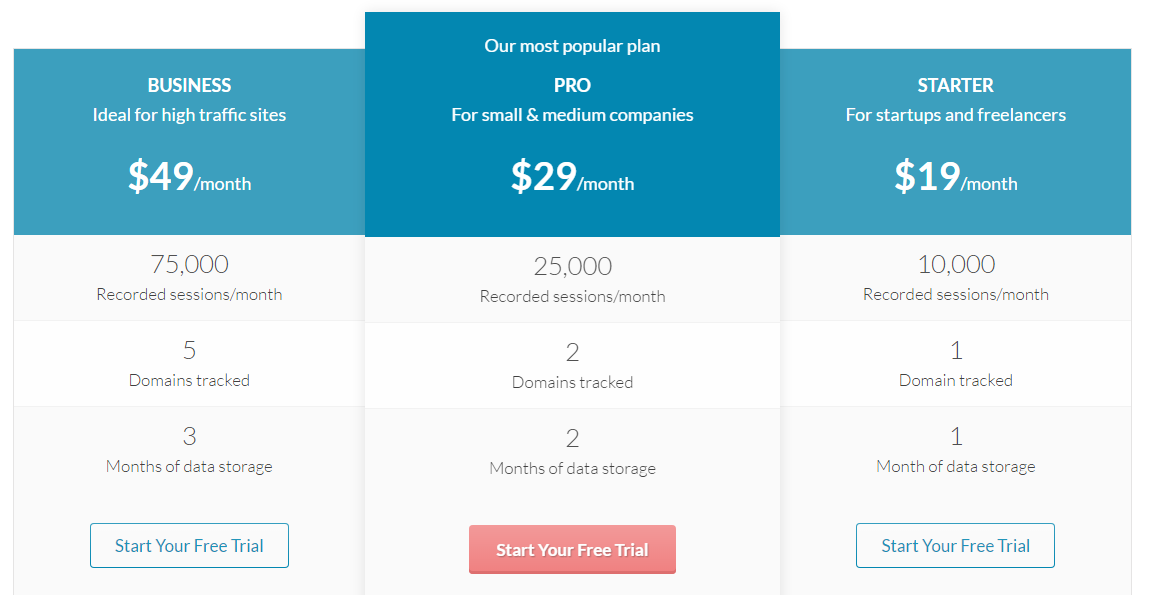 BUSINESS
Ideal for high traffic sites
$49/month
75,000
Recorded sessions/month
5
Domains tracked
3
Months of data storage
Start Your Free Trial
Our most popular plan
PRO
For small & medium companies
$29/month
25,000
Recorded sessions/month
2
Domains tracked
2
Months of data storage
Start Your Free Trial
STARTER
For startups and freelancers
$19/month
10,000
Recorded sessions/month
1
Domain tracked
1
Month of data storage
Start Your Free Trial